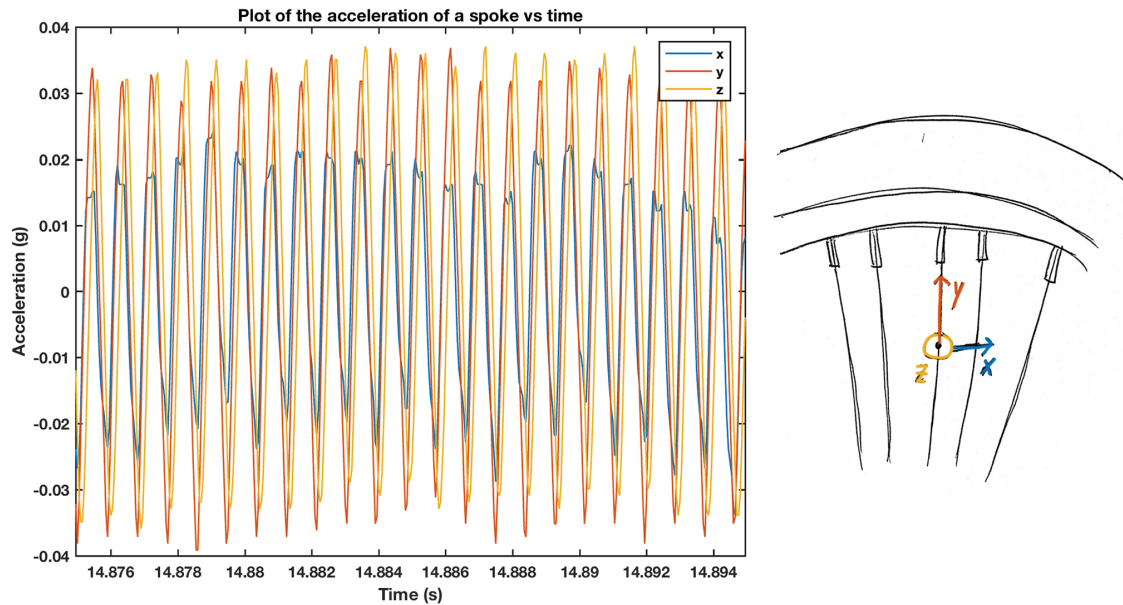 Plot of the acceleration of a spoke vs time
x
y
z
Acceleration (g)
0.04
0.03
0.02
0.01
0
-0.01
-0.02
-0.03
-0.04
14.876 14.878 14.88 14.882 14.884 14.886 14.888 14.89 14.892 14.894
Time (s)
y
z
x